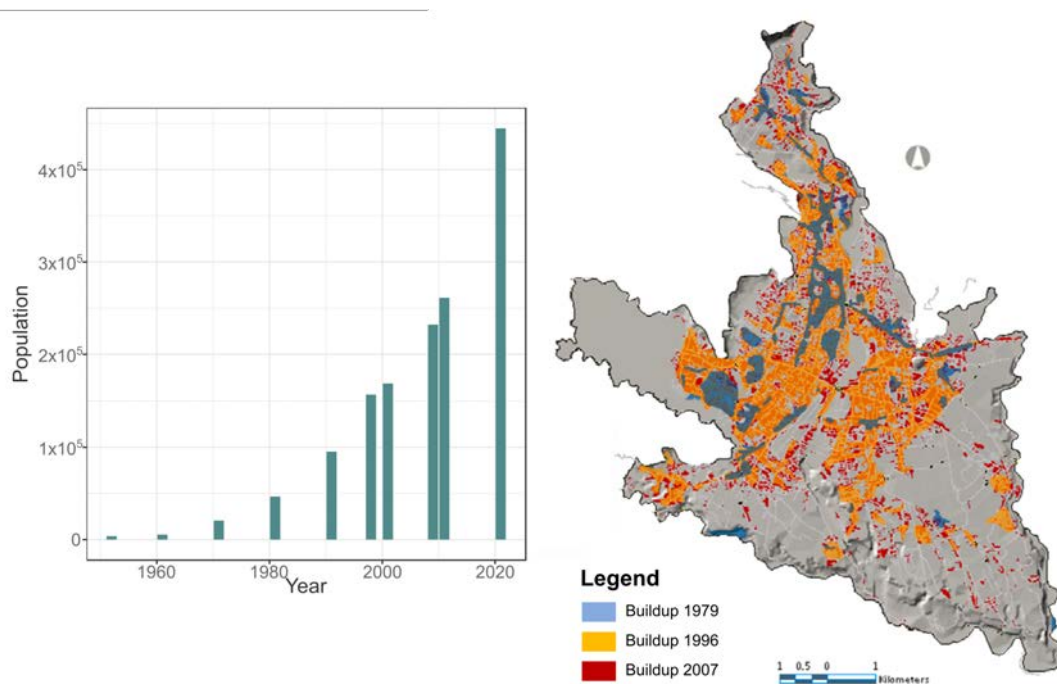 4x10⁵
3x10⁵
2x10⁵
1x10⁵
0
Population
1960
1980
2000
2020
Year
Legend
Buildup 1979
Buildup 1996
Buildup 2007
1 0.5 0 1
Kilometers